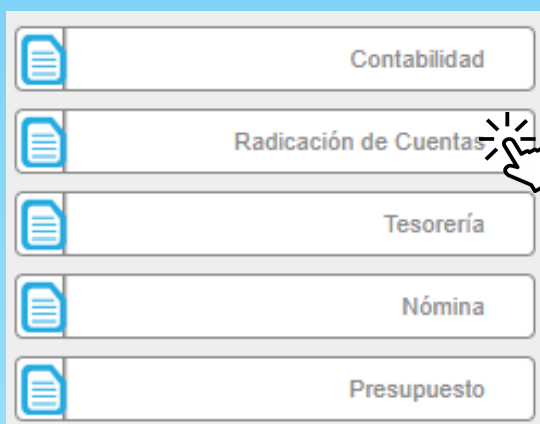 Contabilidad
Radicación de Cuentas
Tesorería
Nómina
Presupuesto